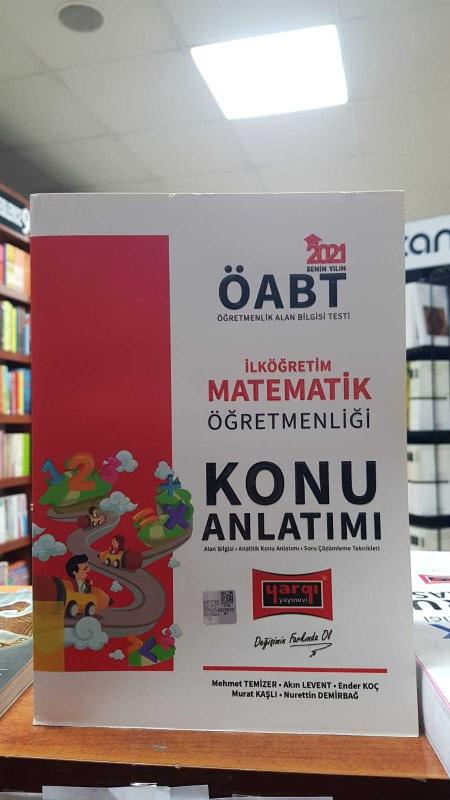 2021
SENİN YILIN
ÖABT
ÖĞRETMENLİK ALAN BİLGİSİ TESTİ
İLKÖĞRETİM
MATEMATİK
ÖĞRETMENLİĞİ
KONU
ANLATIMI
Alan Bilgisi • Analitik Konu Anlatımı • Soru Çözümleme Teknikleri
yargı
yayınevi
Değişimin Farkında Ol
Mehmet TEMİZER • Akın LEVENT • Ender KOÇ
Murat KAŞLI • Nurettin DEMİRBAĞ